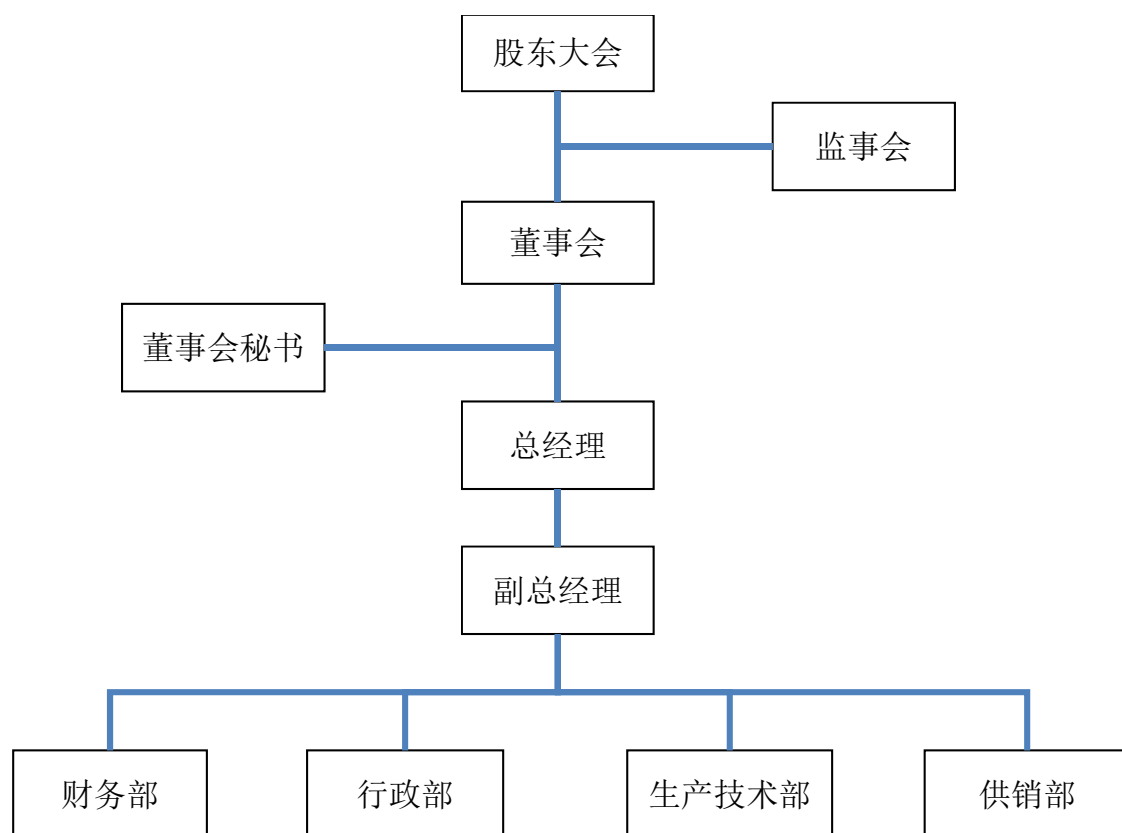 股东大会
监事会
董事会
董事会秘书
总经理
副总经理
财务部
行政部
生产技术部
供销部